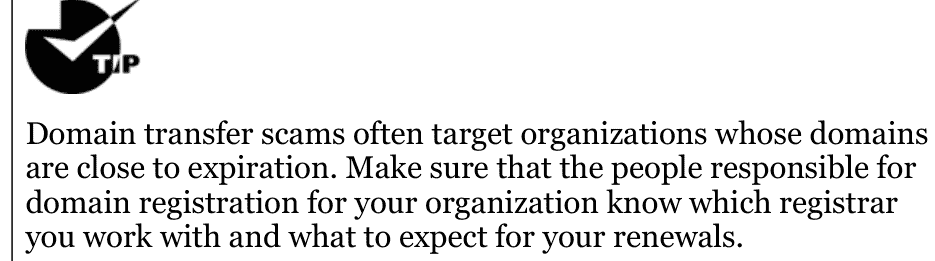 TIP
Domain transfer scams often target organizations whose domains
are close to expiration. Make sure that the people responsible for
domain registration for your organization know which registrar
you work with and what to expect for your renewals.